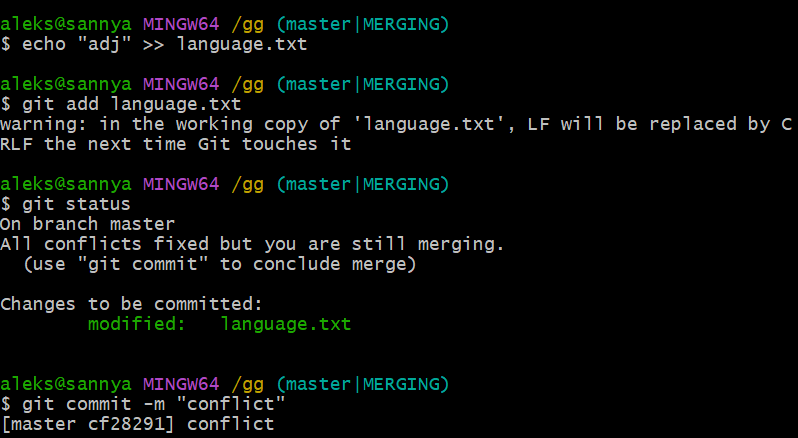 aleks@sannya MINGW64 /gg (master|MERGING)
$ echo "adj" >> language.txt
aleks@sannya MINGW64 /gg (master|MERGING)
$ git add language.txt
warning: in the working copy of 'language.txt', LF will be replaced by C
RLF the next time Git touches it
aleks@sannya MINGW64 /gg (master|MERGING)
$ git status
On branch master
All conflicts fixed but you are still merging.
  (use "git commit" to conclude merge)
Changes to be committed:
        modified:   language.txt
aleks@sannya MINGW64 /gg (master|MERGING)
$ git commit -m "conflict"
[master cf28291] conflict